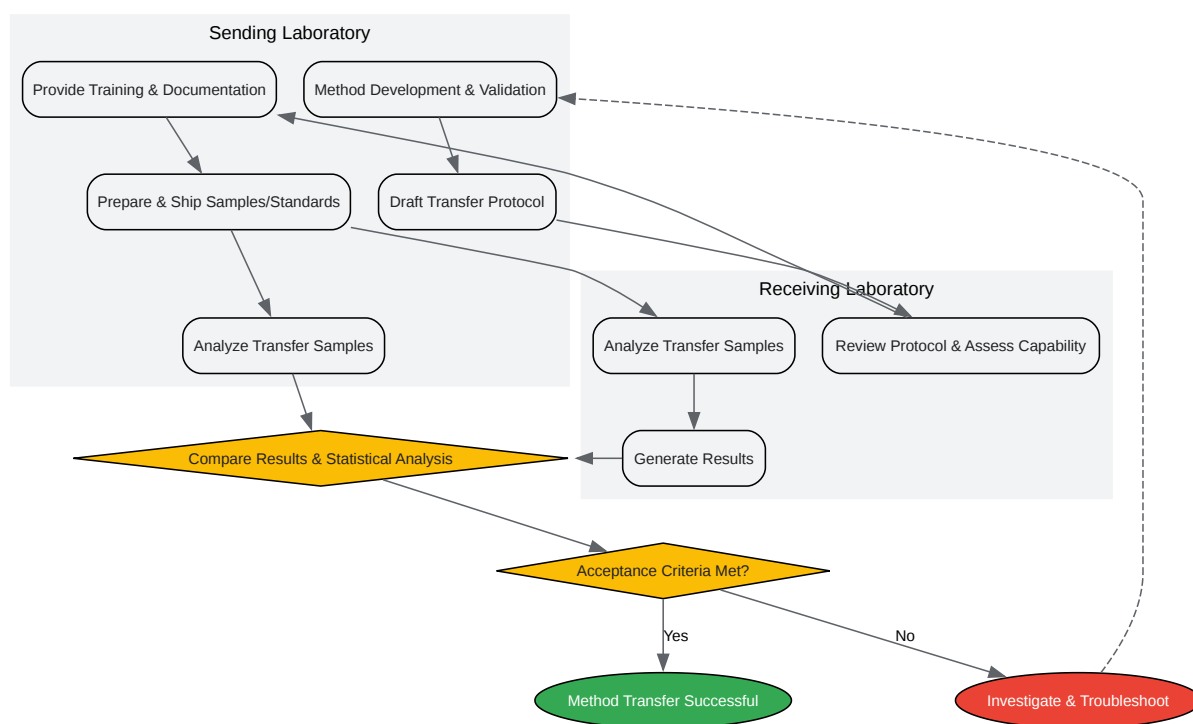 Sending Laboratory
Provide Training & Documentation
Method Development & Validation
Prepare & Ship Samples/Standards
Draft Transfer Protocol
Receiving Laboratory
Analyze Transfer Samples
Analyze Transfer Samples
Review Protocol & Assess Capability
Compare Results & Statistical Analysis
Generate Results
Acceptance Criteria Met?
Yes
No
Method Transfer Successful
Investigate & Troubleshoot